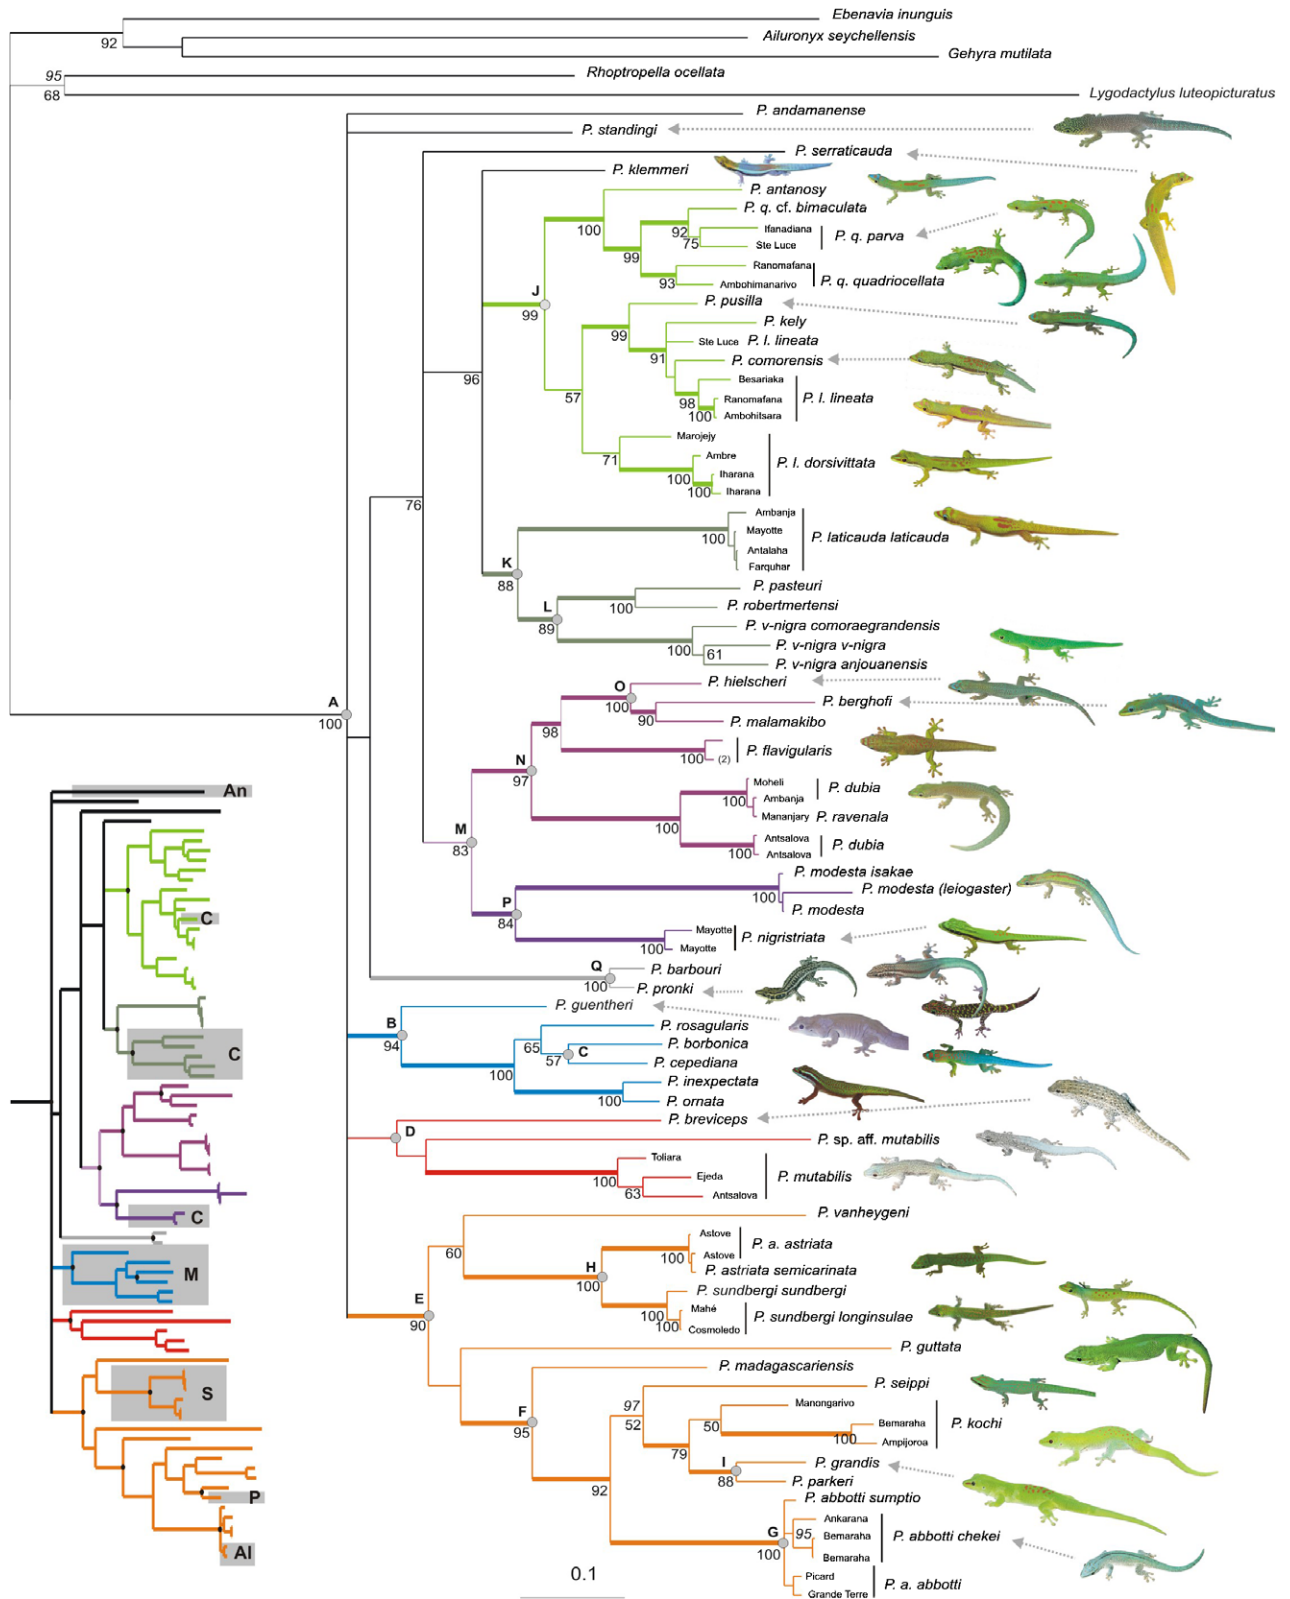 Ebenavia inunguis
Ailuronyx seychellensis
92
Gehyra mutilata
95
Rhoptropella ocellata
68
Lygodactylus luteopicturatus
P. andamanense
P. standingi
P. serraticauda
P. klemmeri
P. antanosy
P. q. cf. bimaculata
100
92
Ifanadiana
P. q. parva
75
Ste Luce
99
Ranomafana
P. q. quadriocellata
93
Ambohimanarivo
J
99
P. pusilla
P. kely
99
Ste Luce P. l. lineata
91
P. comorensis
96
Besariaka
57
98
Ranomafana
P. l. lineata
100
Ambohitsara
Marojejy
71
Ambre
P. l. dorsivittata
100
Iharana
100
Iharana
76
Ambanja
100
Mayotte
P. laticauda laticauda
Antalaha
K
Farquhar
88
P. pasteuri
L
100
P. robertmertensi
89
P. v-nigra comoraegrandensis
100
P. v-nigra v-nigra
61
P. v-nigra anjouanensis
O
P. hielscheri
A
100
P. berghofi
100
90
P. malamakibo
98
100
(2)
P. flavigularis
N
97
Moheli
P. dubia
100
Ambanja
Mananjary P. ravenala
M
100
83
Antsalova
P. dubia
100
Antsalova
P. modesta isakae
100
P. modesta (leiogaster)
P
P. modesta
84
Mayotte
P. nigristriata
100
Mayotte
Q
P. barbouri
100
P. pronki
P. guentheri
B
94
P. rosagularis
65
P. borbonica
57
C
P. cepediana
100
P. inexpectata
100
P. ornata
P. breviceps
D
P. sp. aff. mutabilis
Toliara
100
Ejeda
P. mutabilis
63
Antsalova
P. vanheygeni
60
Astove
P. a. astriata
100
Astove
H
P. astriata semicarinata
100
P. sundbergi sundbergi
E
100
Mahé
P. sundbergi longinsulae
90
100
Cosmoledo
P. guttata
P. madagascariensis
P. seippi
97
Manongarivo
F
52
50
Bemaraha
P. kochi
95
100
Ampijoroa
79
I
P. grandis
88
P. parkeri
92
P. abbotti sumptio
Ankarana
G
95
Bemaraha
P. abbotti chekei
100
Bemaraha
Picard
P. a. abbotti
Grande Terre
0.1
An
C
C
C
M
S
P
Al